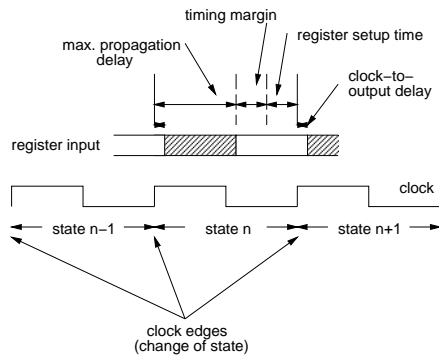 timing margin
max. propagation
delay
register setup time
clock-to-
output delay
register input
clock
state n-1
state n
state n+1
clock edges
(change of state)